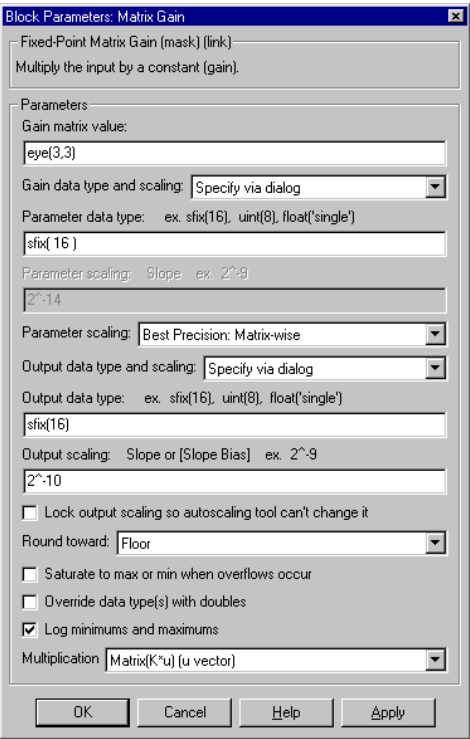 Block Parameters: Matrix Gain
Fixed-Point Matrix Gain (mask) (link)
Multiply the input by a constant (gain).
Parameters
Gain matrix value:
eye(3,3)
Gain data type and scaling: Specify via dialog
Parameter data type: ex. sfix(16), uint(8), float('single')
sfix( 16 )
Parameter scaling: Slope ex. 2^-9
2^-14
Parameter scaling: Best Precision: Matrix-wise
Output data type and scaling: Specify via dialog
Output data type: ex. sfix(16), uint(8), float('single')
sfix(16)
Output scaling: Slope or [Slope Bias] ex. 2^-9
2^-10
Lock output scaling so autoscaling tool can't change it
Round toward: Floor
Saturate to max or min when overflows occur
Override data type(s) with doubles
Log minimums and maximums
Multiplication Matrix(K*u) (u vector)
OK Cancel Help Apply